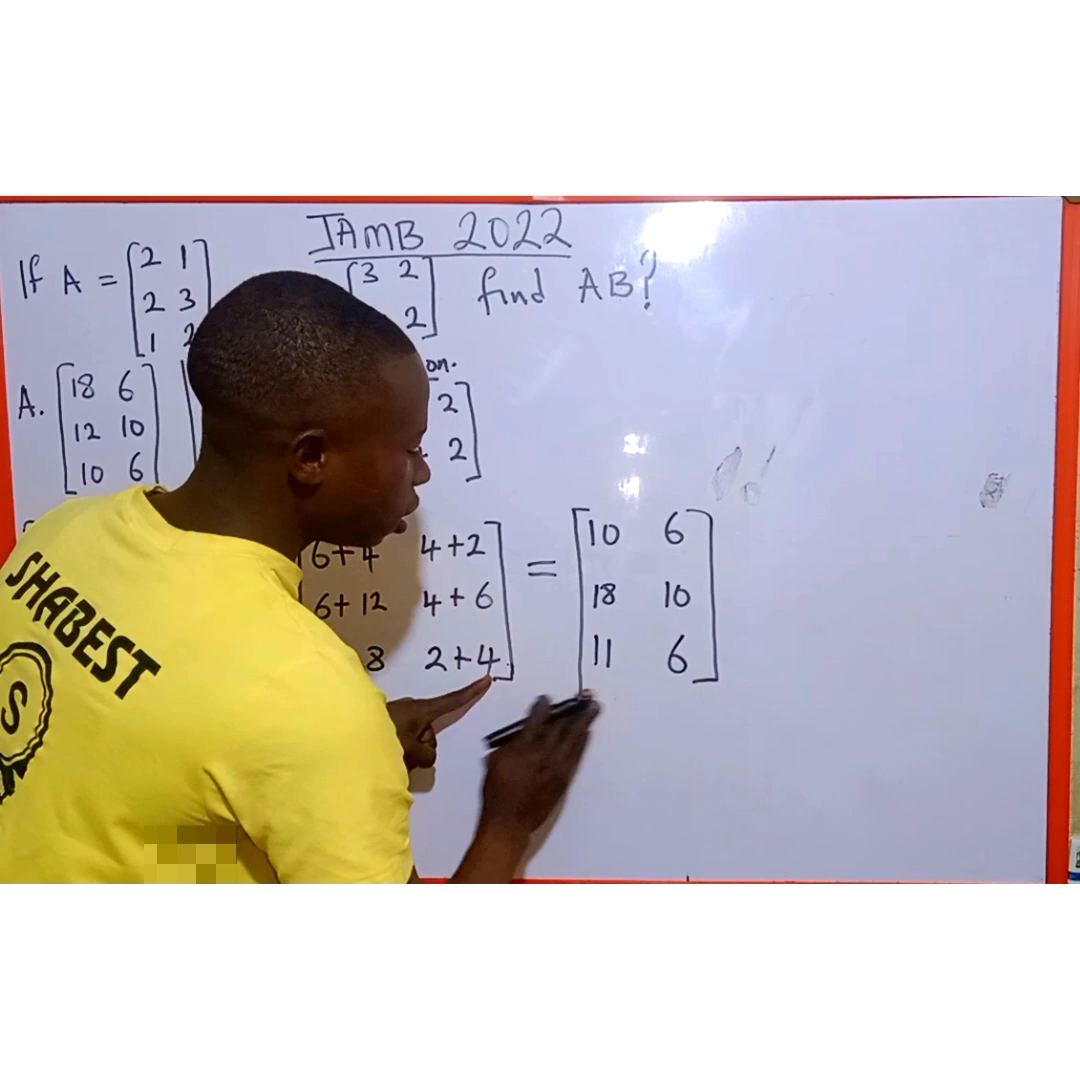 JAMB 2022
If A = [2 1] [3 2] find AB?
[2 3] 2]
[1 2
on.
A. [18 6] 2]
[12 10] 2]
[10 6]
6+4 4+2 = [10 6]
6+12 4+6 [18 10]
8 2+4 [11 6]
SHABEST
S